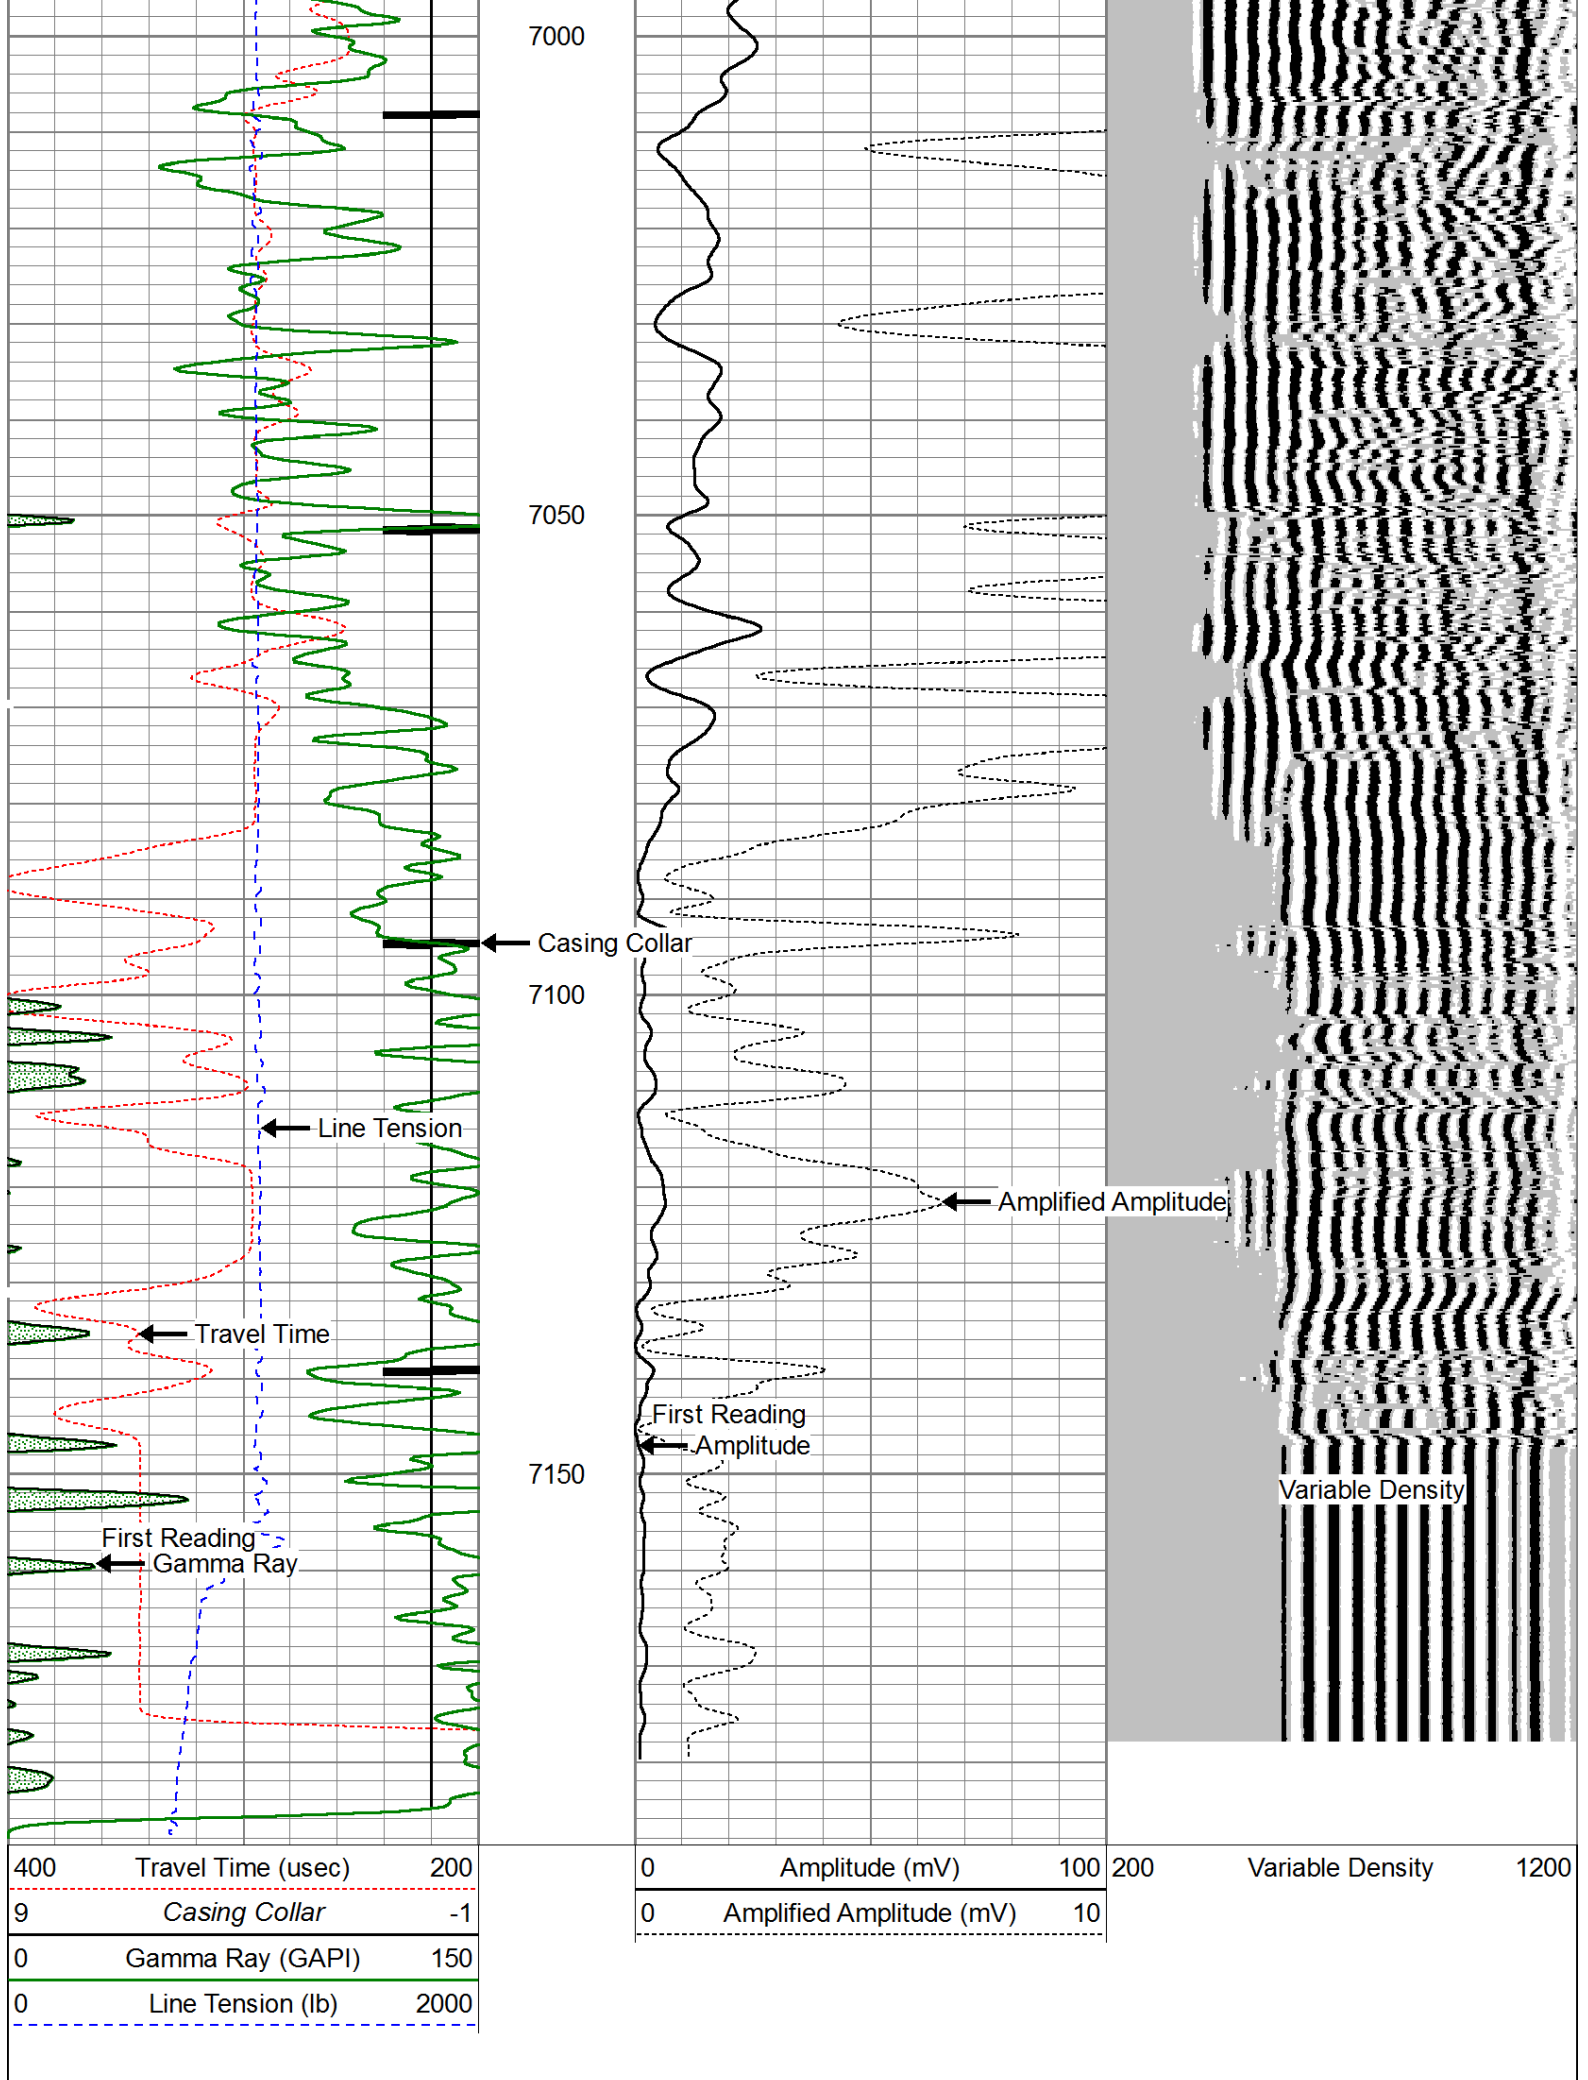 7000
7050
Casing Collar
7100
Line Tension
Amplified Amplitude
Travel Time
First Reading
Amplitude
7150
Variable Density
First Reading
Gamma Ray
400 Travel Time (usec) 200
0 Amplitude (mV) 100
200 Variable Density 1200
9 Casing Collar -1
0 Amplified Amplitude (mV) 10
0 Gamma Ray (GAPI) 150
0 Line Tension (lb) 2000